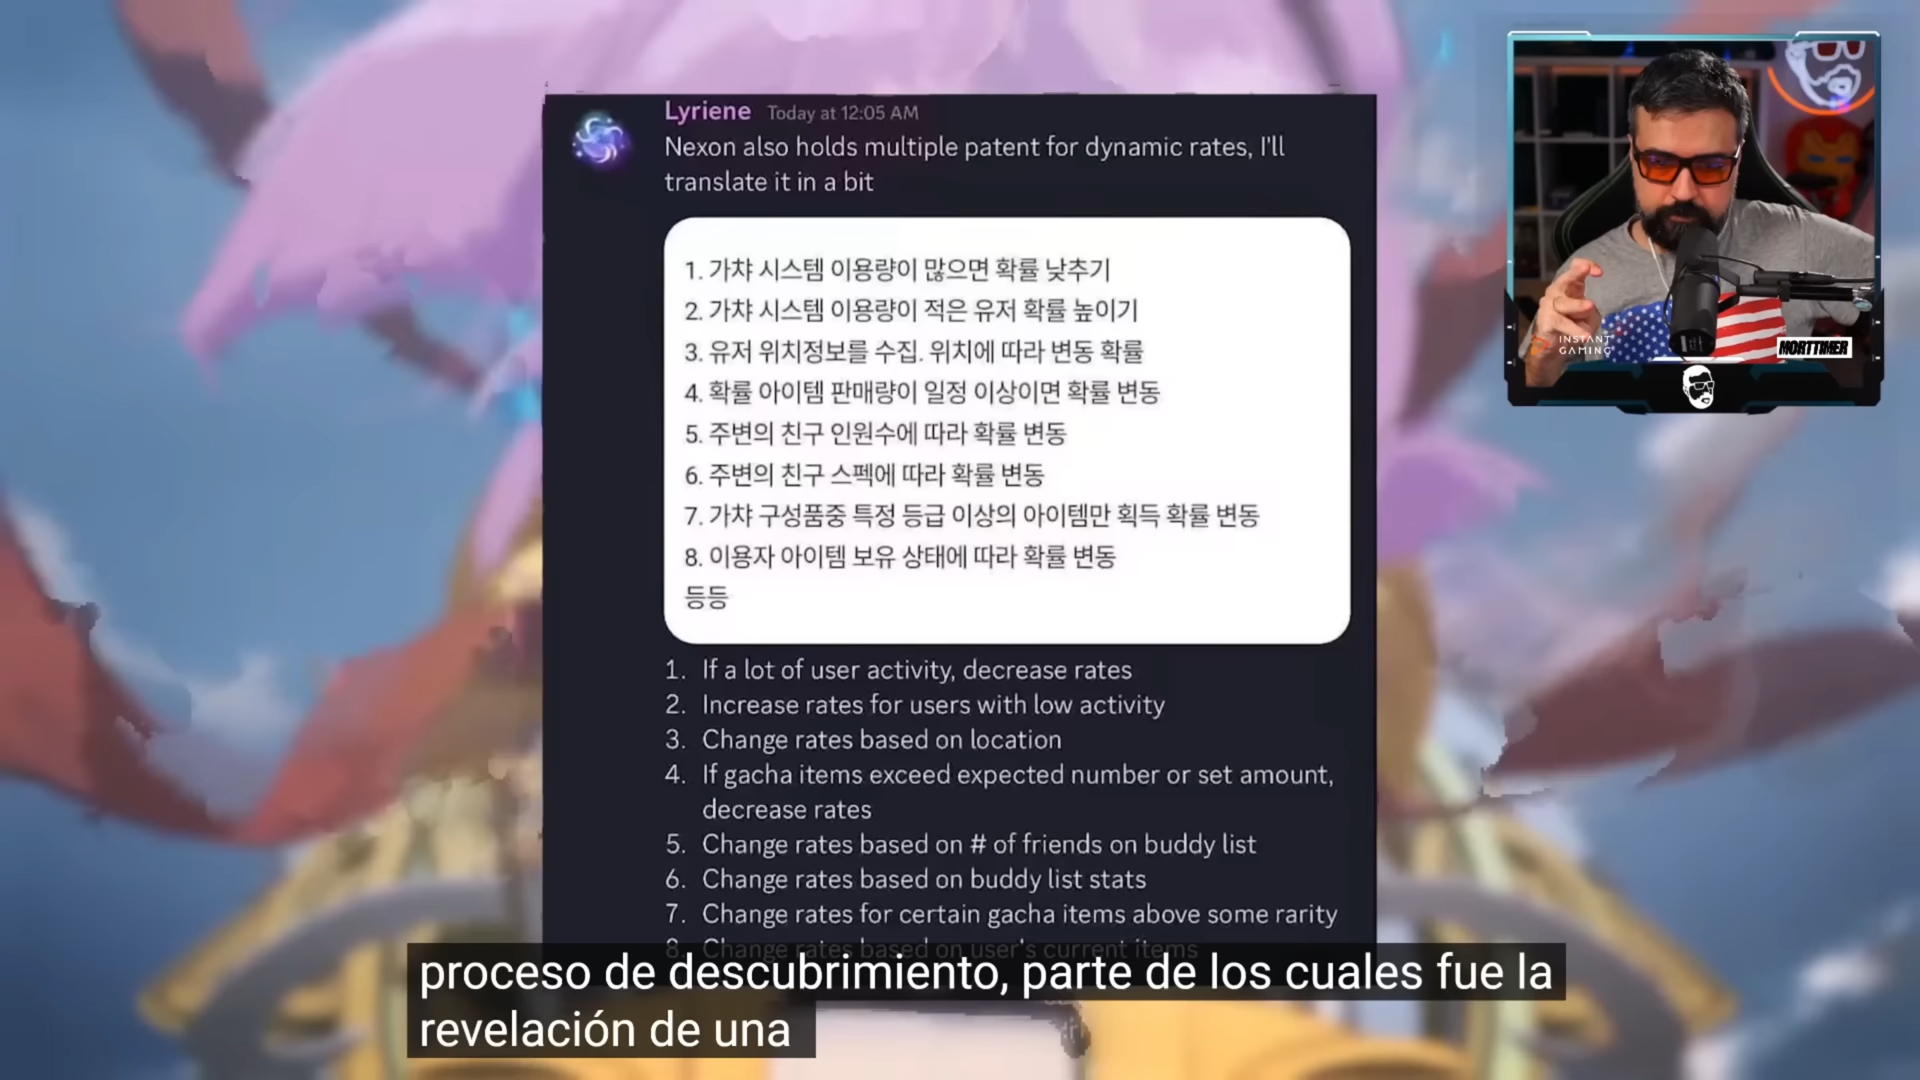 Lyriene Today at 12:05 AM
Nexon also holds multiple patent for dynamic rates, I'll
translate it in a bit
1. 가챠 시스템 이용량이 많으면 확률 낮추기
2. 가챠 시스템 이용량이 적은 유저 확률 높이기
3. 유저 위치정보를 수집. 위치에 따라 변동 확률
4. 확률 아이템 판매량이 일정 이상이면 확률 변동
5. 주변의 친구 인원수에 따라 확률 변동
6. 주변의 친구 스펙에 따라 확률 변동
7. 가챠 구성품중 특정 등급 이상의 아이템만 획득 확률 변동
8. 이용자 아이템 보유 상태에 따라 확률 변동
등등
1. If a lot of user activity, decrease rates
2. Increase rates for users with low activity
3. Change rates based on location
4. If gacha items exceed expected number or set amount,
decrease rates
5. Change rates based on # of friends on buddy list
6. Change rates based on buddy list stats
7. Change rates for certain gacha items above some rarity
8. Change rates based on user's current items
proceso de descubrimiento, parte de los cuales fue la
revelación de una
INSTANT
GAMING
MORTTIMER